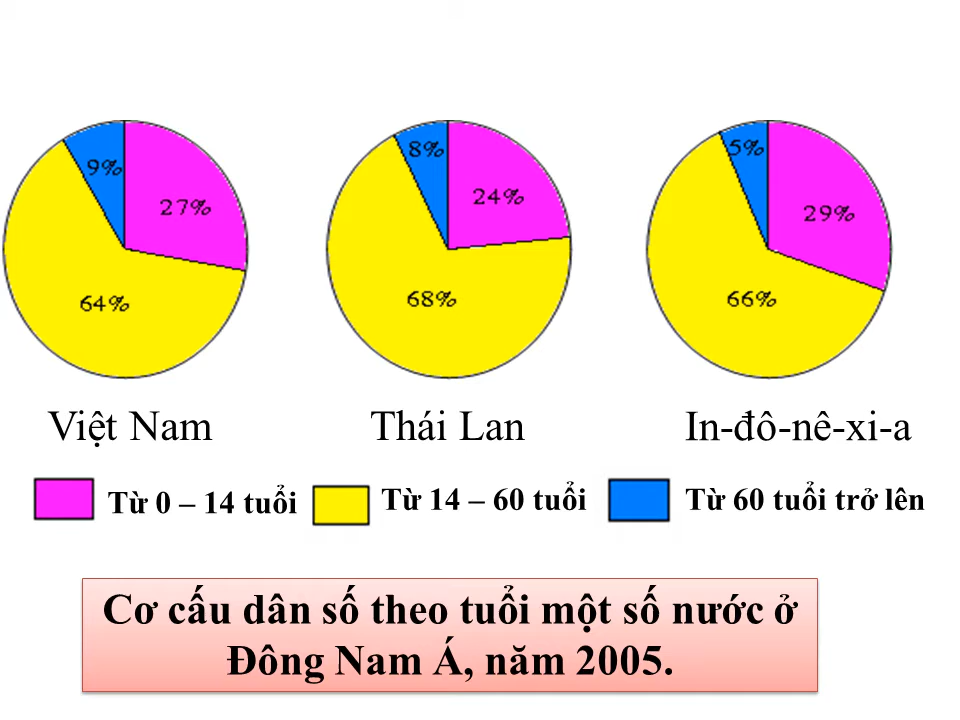 9%
27%
64%
8%
24%
68%
5%
29%
66%
Việt Nam
Thái Lan
In-đô-nê-xi-a
Từ 0 – 14 tuổi
Từ 14 – 60 tuổi
Từ 60 tuổi trở lên
Cơ cấu dân số theo tuổi một số nước ở
Đông Nam Á, năm 2005.